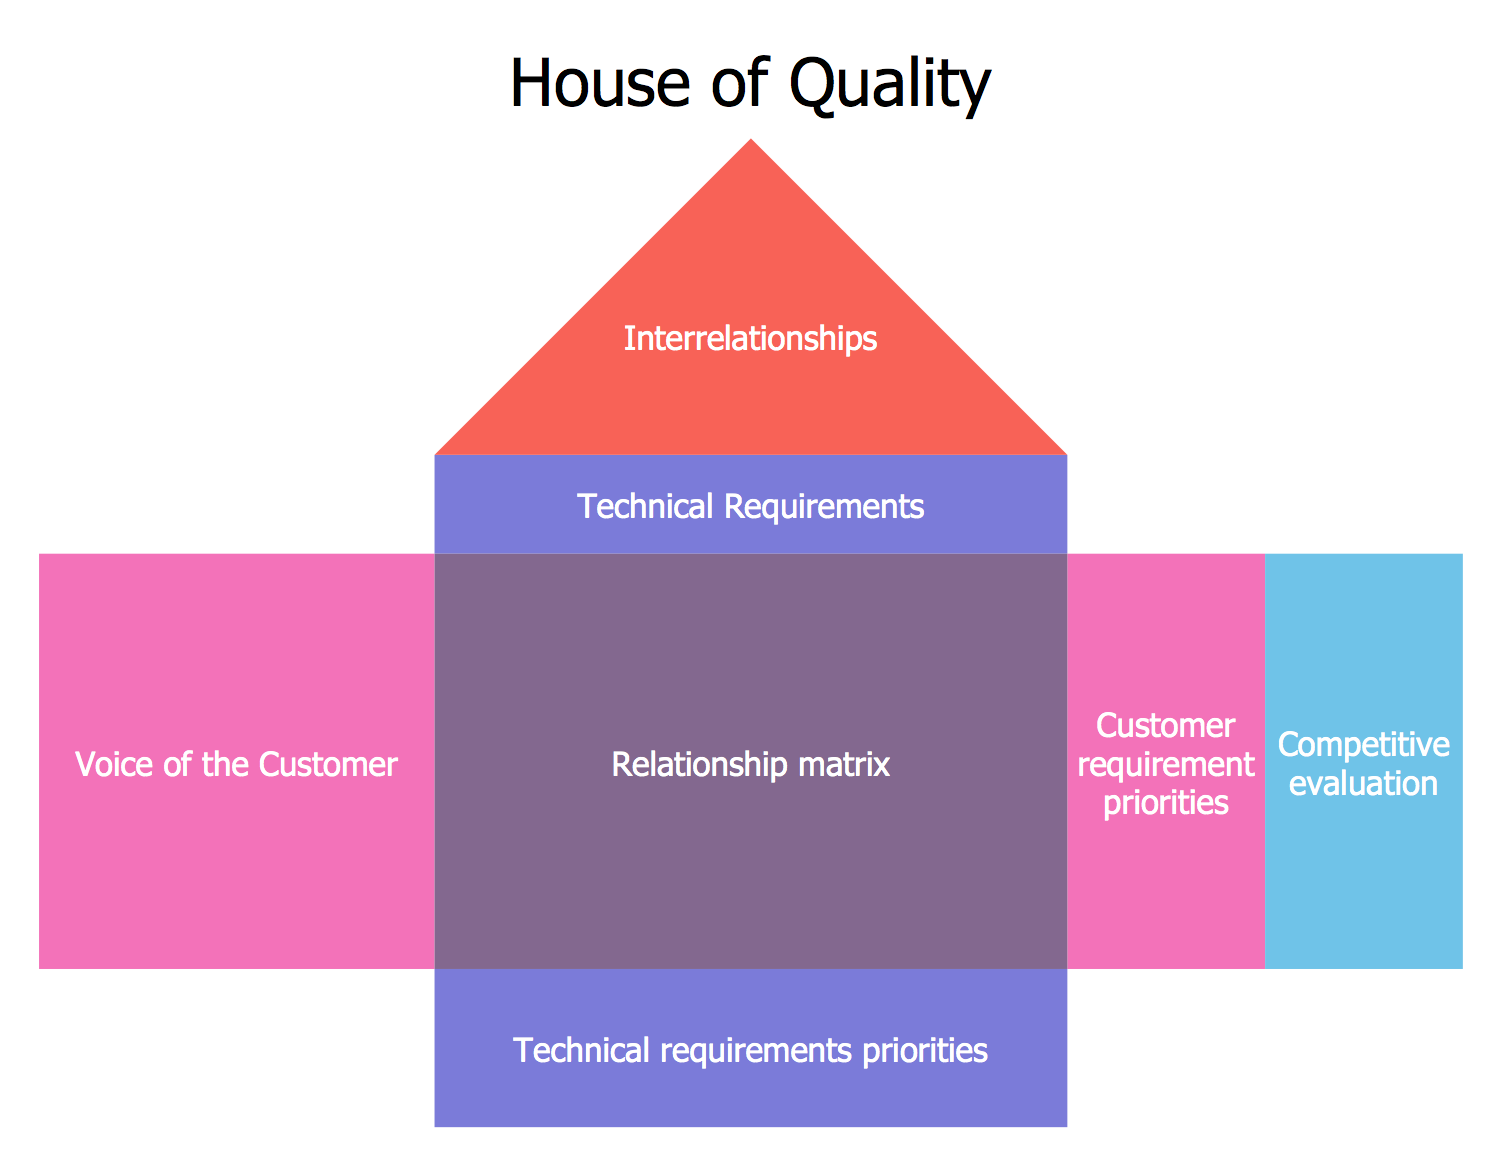 House of Quality
Interrelationships
Technical Requirements
Voice of the Customer
Relationship matrix
Customer
requirement
priorities
Competitive
evaluation
Technical requirements priorities